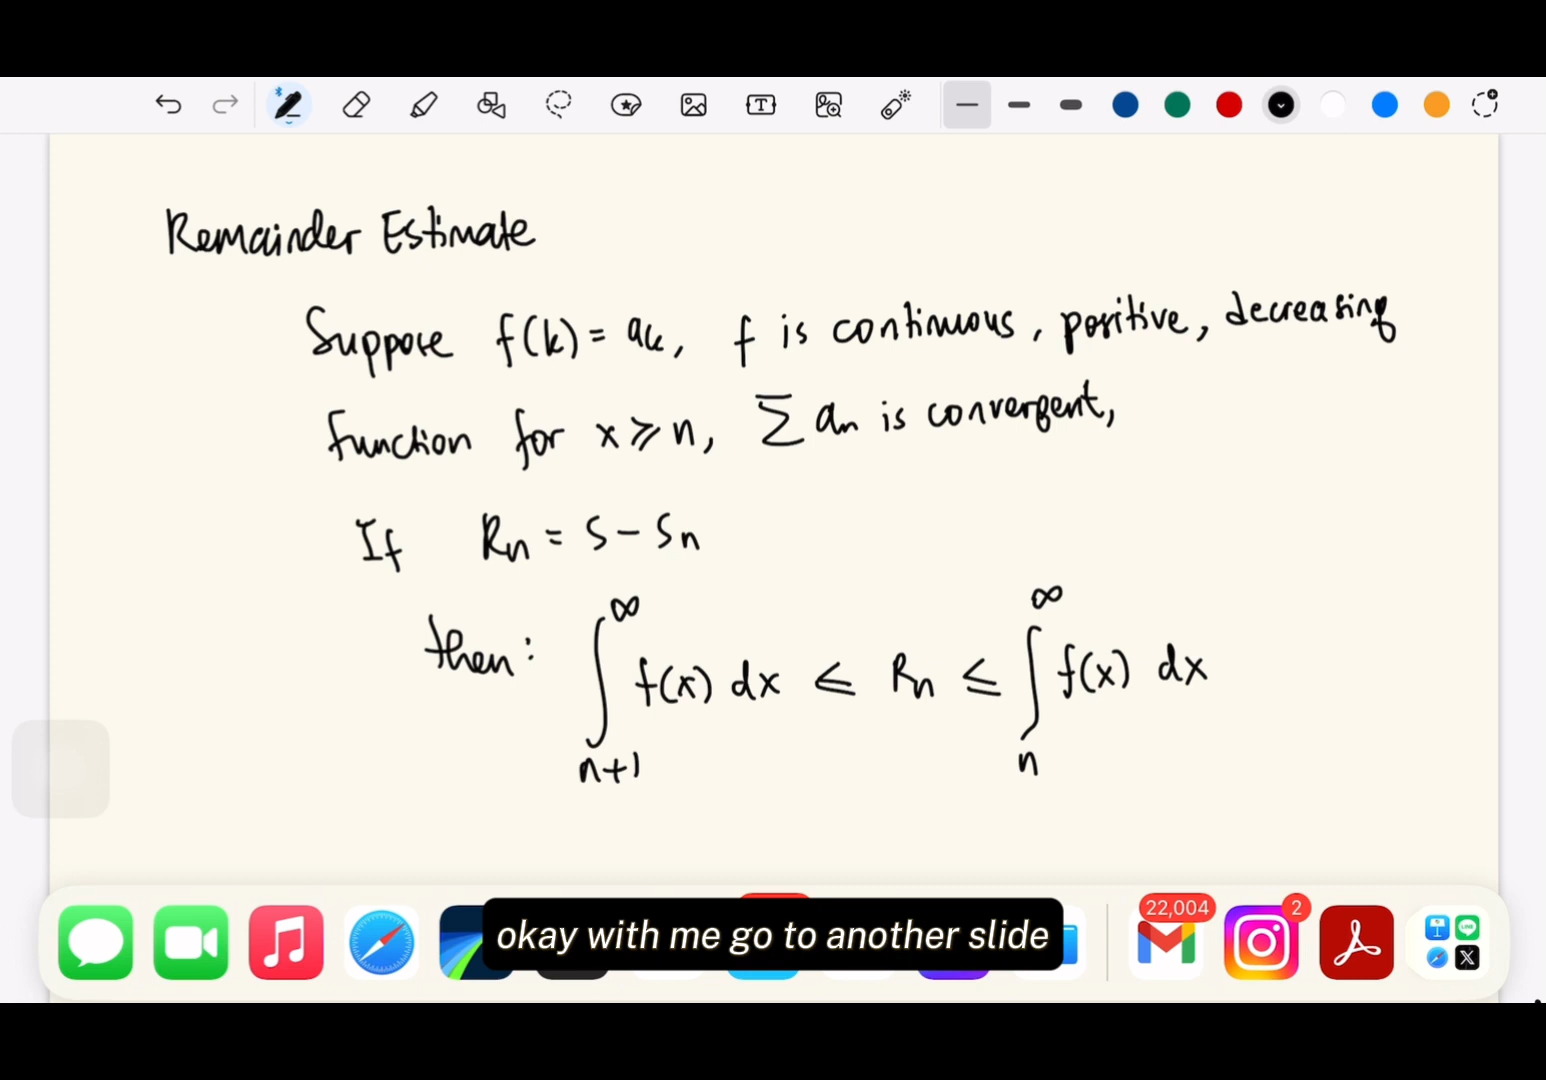 Remainder Estimate
Suppose f(k) = ak, f is continuous, positive, decreasing
function for x ≥ n, Σ an is convergent,
If Rn = s - sn
then: ∫_{n+1}^{∞} f(x) dx ≤ Rn ≤ ∫_{n}^{∞} f(x) dx
okay with me go to another slide
22,004
2